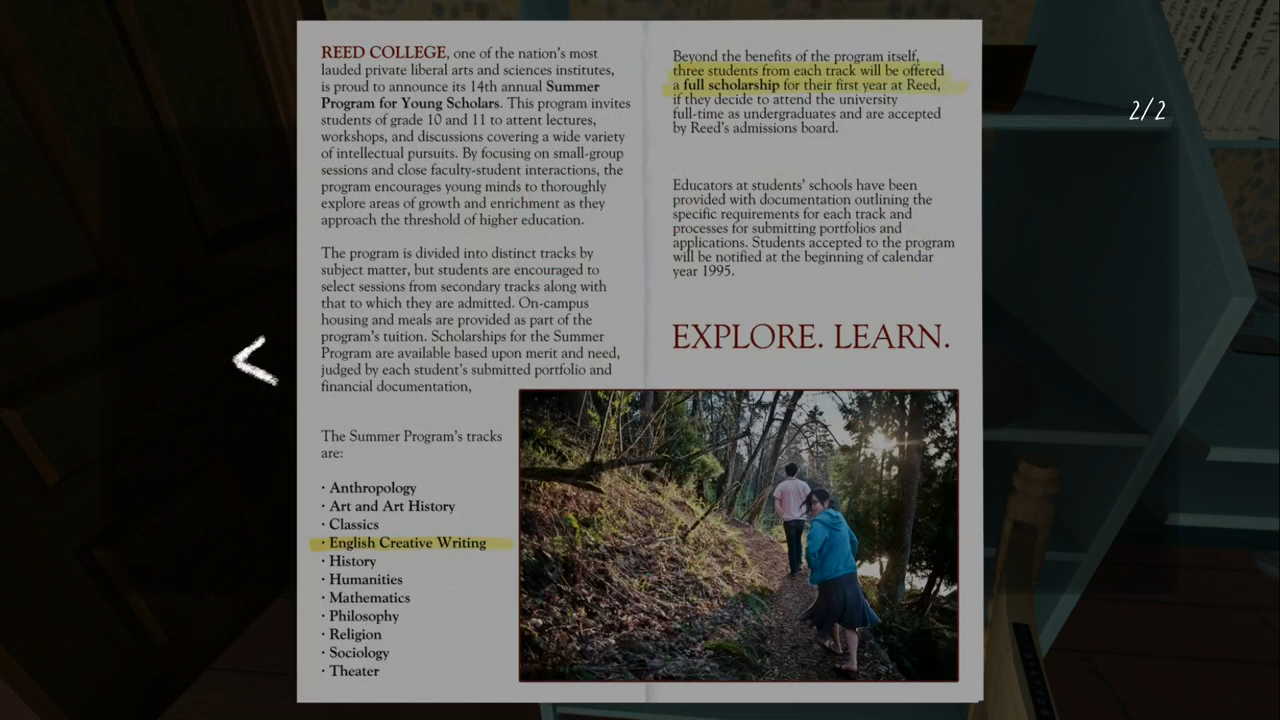 REED COLLEGE, one of the nation's most
lauded private liberal arts and sciences institutes,
is proud to announce its 14th annual Summer
Program for Young Scholars. This program invites
students of grade 10 and 11 to attent lectures,
workshops, and discussions covering a wide variety
of intellectual pursuits. By focusing on small-group
sessions and close faculty-student interactions, the
program encourages young minds to thoroughly
explore areas of growth and enrichment as they
approach the threshold of higher education.
The program is divided into distinct tracks by
subject matter, but students are encouraged to
select sessions from secondary tracks along with
that to which they are admitted. On-campus
housing and meals are provided as part of the
program's tuition. Scholarships for the Summer
Program are available based upon merit and need,
judged by each student's submitted portfolio and
financial documentation,
The Summer Program's tracks
are:
· Anthropology
· Art and Art History
· Classics
· English Creative Writing
· History
· Humanities
· Mathematics
· Philosophy
· Religion
· Sociology
· Theater
Beyond the benefits of the program itself,
three students from each track will be offered
a full scholarship for their first year at Reed,
if they decide to attend the university
full-time as undergraduates and are accepted
by Reed's admissions board.
Educators at students' schools have been
provided with documentation outlining the
specific requirements for each track and
processes for submitting portfolios and
applications. Students accepted to the program
will be notified at the beginning of calendar
year 1995.
EXPLORE. LEARN.
2/2